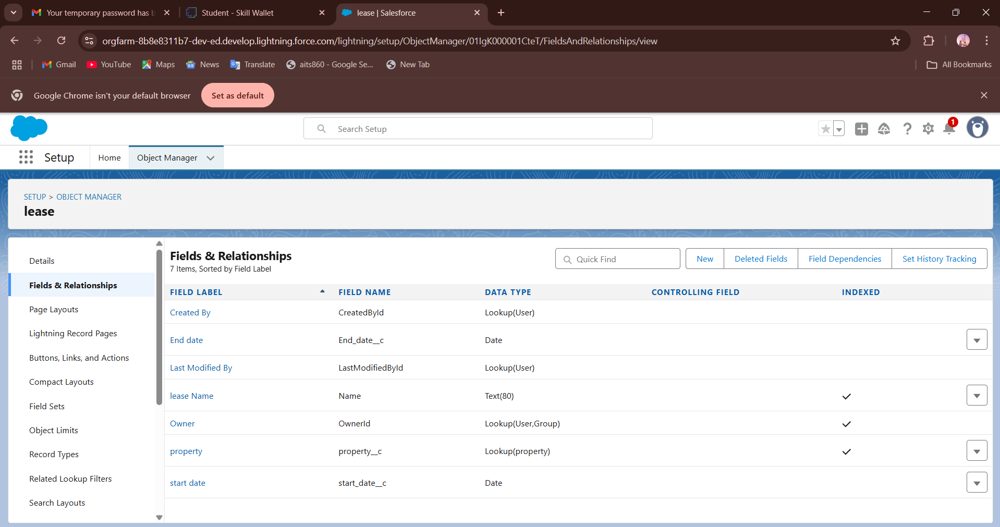 Your temporary password has b
Student - Skill Wallet
lease | Salesforce
orgfarm-8b8e8311b7-dev-ed.develop.lightning.force.com/lightning/setup/ObjectManager/01IgK000001CteT/FieldsAndRelationships/view
Gmail YouTube Maps News Translate aits860 - Google Se... New Tab All Bookmarks
Google Chrome isn't your default browser Set as default
Search Setup
1
Setup Home Object Manager
SETUP > OBJECT MANAGER
lease
Details
Fields & Relationships
Page Layouts
Lightning Record Pages
Buttons, Links, and Actions
Compact Layouts
Field Sets
Object Limits
Record Types
Related Lookup Filters
Search Layouts
Fields & Relationships
7 Items, Sorted by Field Label
Quick Find New Deleted Fields Field Dependencies Set History Tracking
FIELD LABEL FIELD NAME DATA TYPE CONTROLLING FIELD INDEXED
Created By CreatedById Lookup(User)
End date End_date__c Date
Last Modified By LastModifiedById Lookup(User)
lease Name Name Text(80)
Owner OwnerId Lookup(User,Group)
property property__c Lookup(property)
start date start_date__c Date